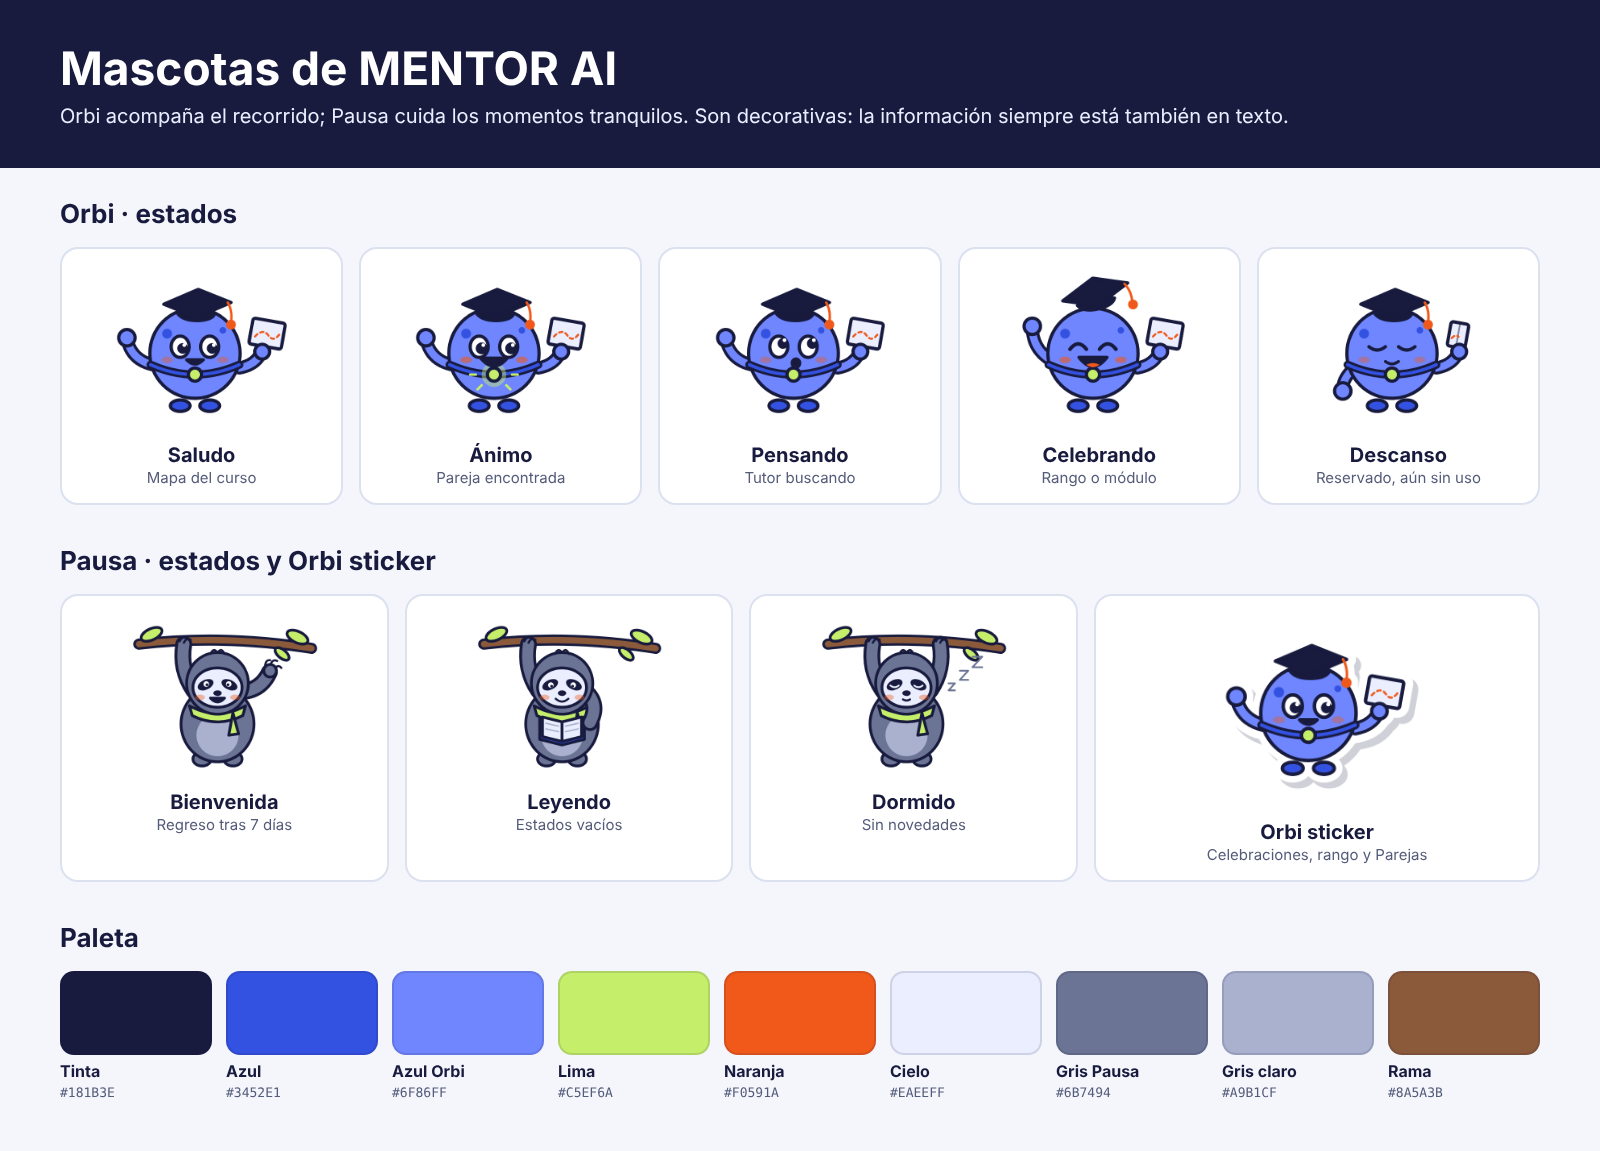 Mascotas de MENTOR AI
Orbi acompaña el recorrido; Pausa cuida los momentos tranquilos. Son decorativas: la información siempre está también en texto.
Orbi · estados
Saludo
Mapa del curso
Ánimo
Pareja encontrada
Pensando
Tutor buscando
Celebrando
Rango o módulo
Descanso
Reservado, aún sin uso
Pausa · estados y Orbi sticker
z z z
Bienvenida
Regreso tras 7 días
Leyendo
Estados vacíos
Dormido
Sin novedades
Orbi sticker
Celebraciones, rango y Parejas
Paleta
Tinta
#181B3E
Azul
#3452E1
Azul Orbi
#6F86FF
Lima
#C5EF6A
Naranja
#F0591A
Cielo
#EAEEFF
Gris Pausa
#6B7494
Gris claro
#A9B1CF
Rama
#8A5A3B